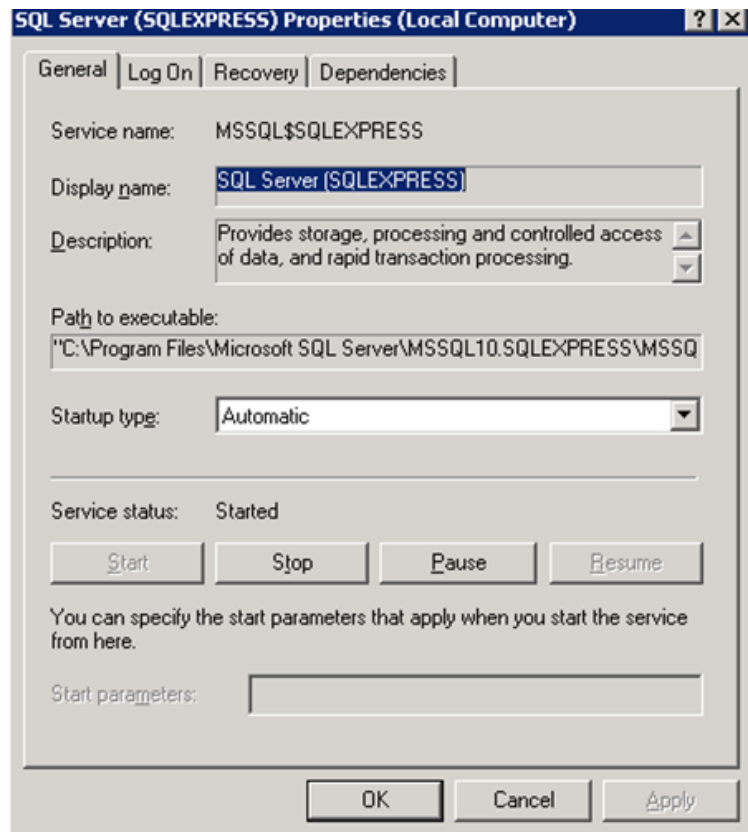 SQL Server (SQLEXPRESS) Properties (Local Computer)
General Log On Recovery Dependencies
Service name: MSSQL$SQLEXPRESS
Display name: SQL Server (SQLEXPRESS)
Description: Provides storage, processing and controlled access
of data, and rapid transaction processing.
Path to executable:
"C:\Program Files\Microsoft SQL Server\MSSQL10.SQLEXPRESS\MSSQ
Startup type: Automatic
Service status: Started
Start Stop Pause Resume
You can specify the start parameters that apply when you start the service
from here.
Start parameters:
OK Cancel Apply